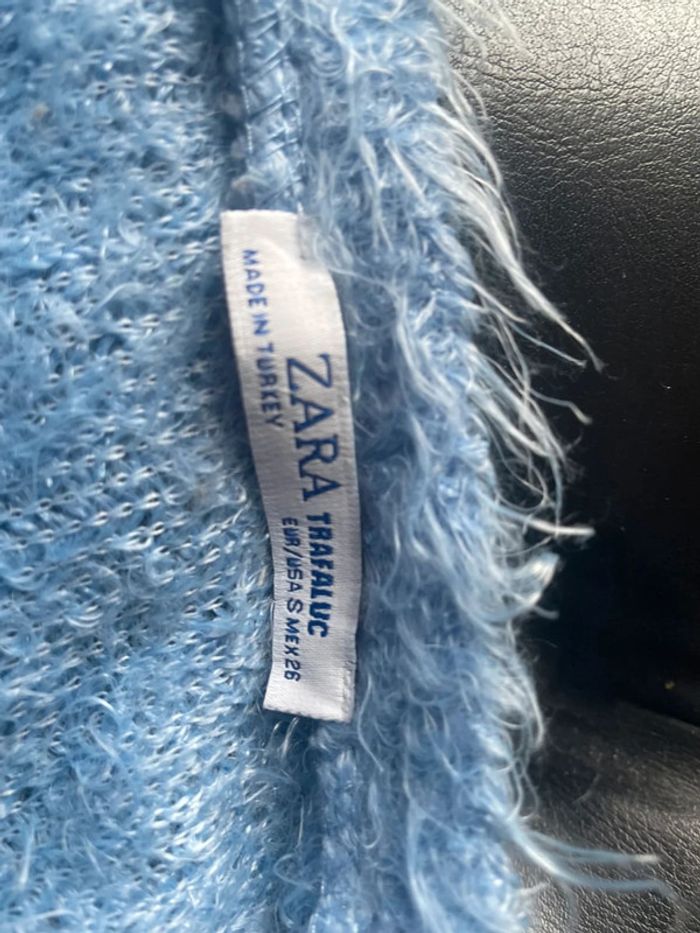 ZARA TRAFALUC
MADE IN TURKEY EUR/USA S MEX 26